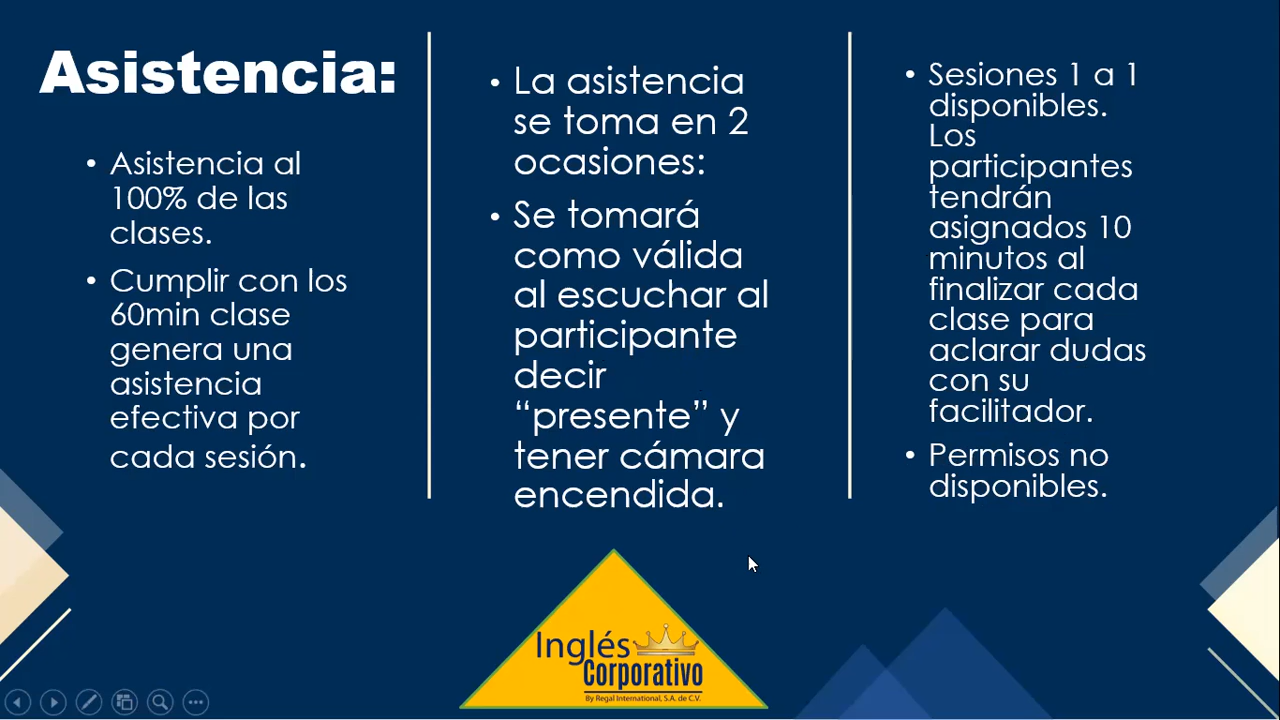 Asistencia:
• Asistencia al
100% de las
clases.
• Cumplir con los
60min clase
genera una
asistencia
efectiva por
cada sesión.
• La asistencia
se toma en 2
ocasiones:
• Se tomará
como válida
al escuchar al
participante
decir
“presente” y
tener cámara
encendida.
• Sesiones 1 a 1
disponibles.
Los
participantes
tendrán
asignados 10
minutos al
finalizar cada
clase para
aclarar dudas
con su
facilitador.
• Permisos no
disponibles.
Inglés
Corporativo
By Regal International, S.A. de C.V.